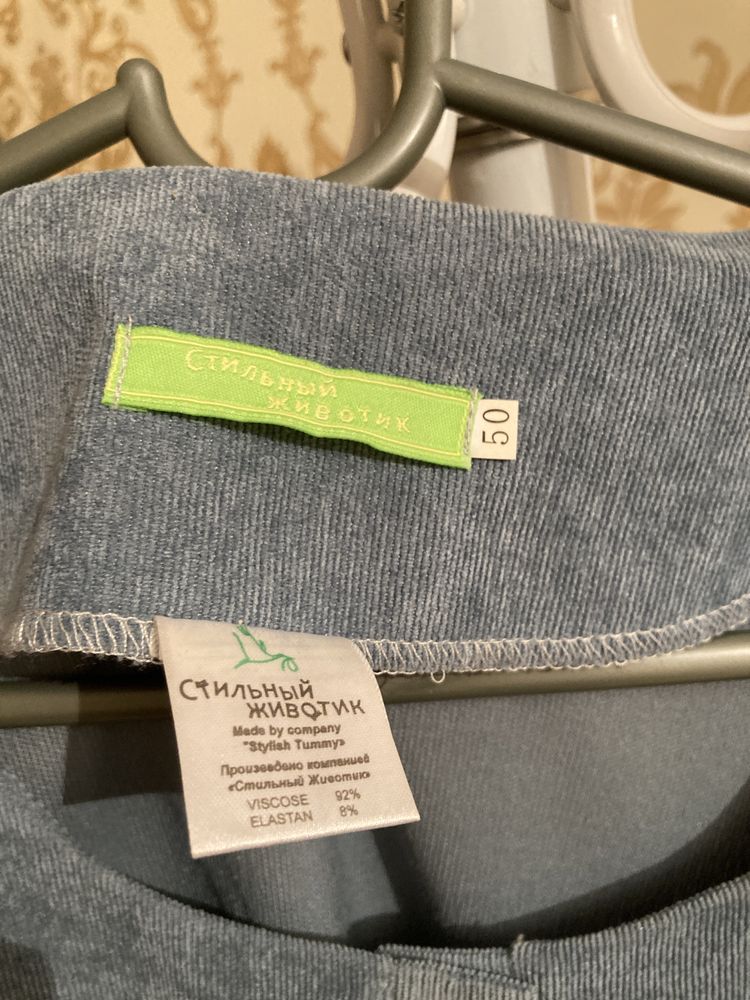 Стильный
животик
50
Стильный
животик
Made by company
"Stylish Tummy»
Произведено компанией
«Стильный Животик»
VISCOSE 92%
ELASTAN 8%